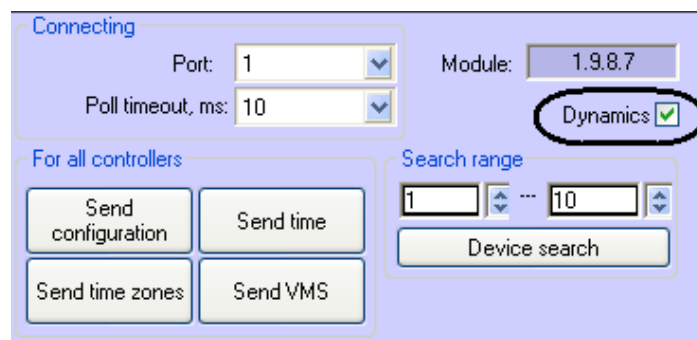 Connecting
Port: 1
Poll timeout, ms: 10
Module: 1.9.8.7
Dynamics
For all controllers
Send configuration
Send time
Send time zones
Send VMS
Search range
1 --- 10
Device search